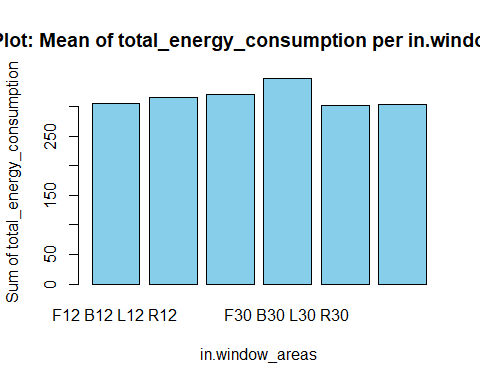 Plot: Mean of total_energy_consumption per in.windo
Sum of total_energy_consumption
250
150
50
0
F12 B12 L12 R12
F30 B30 L30 R30
in.window_areas